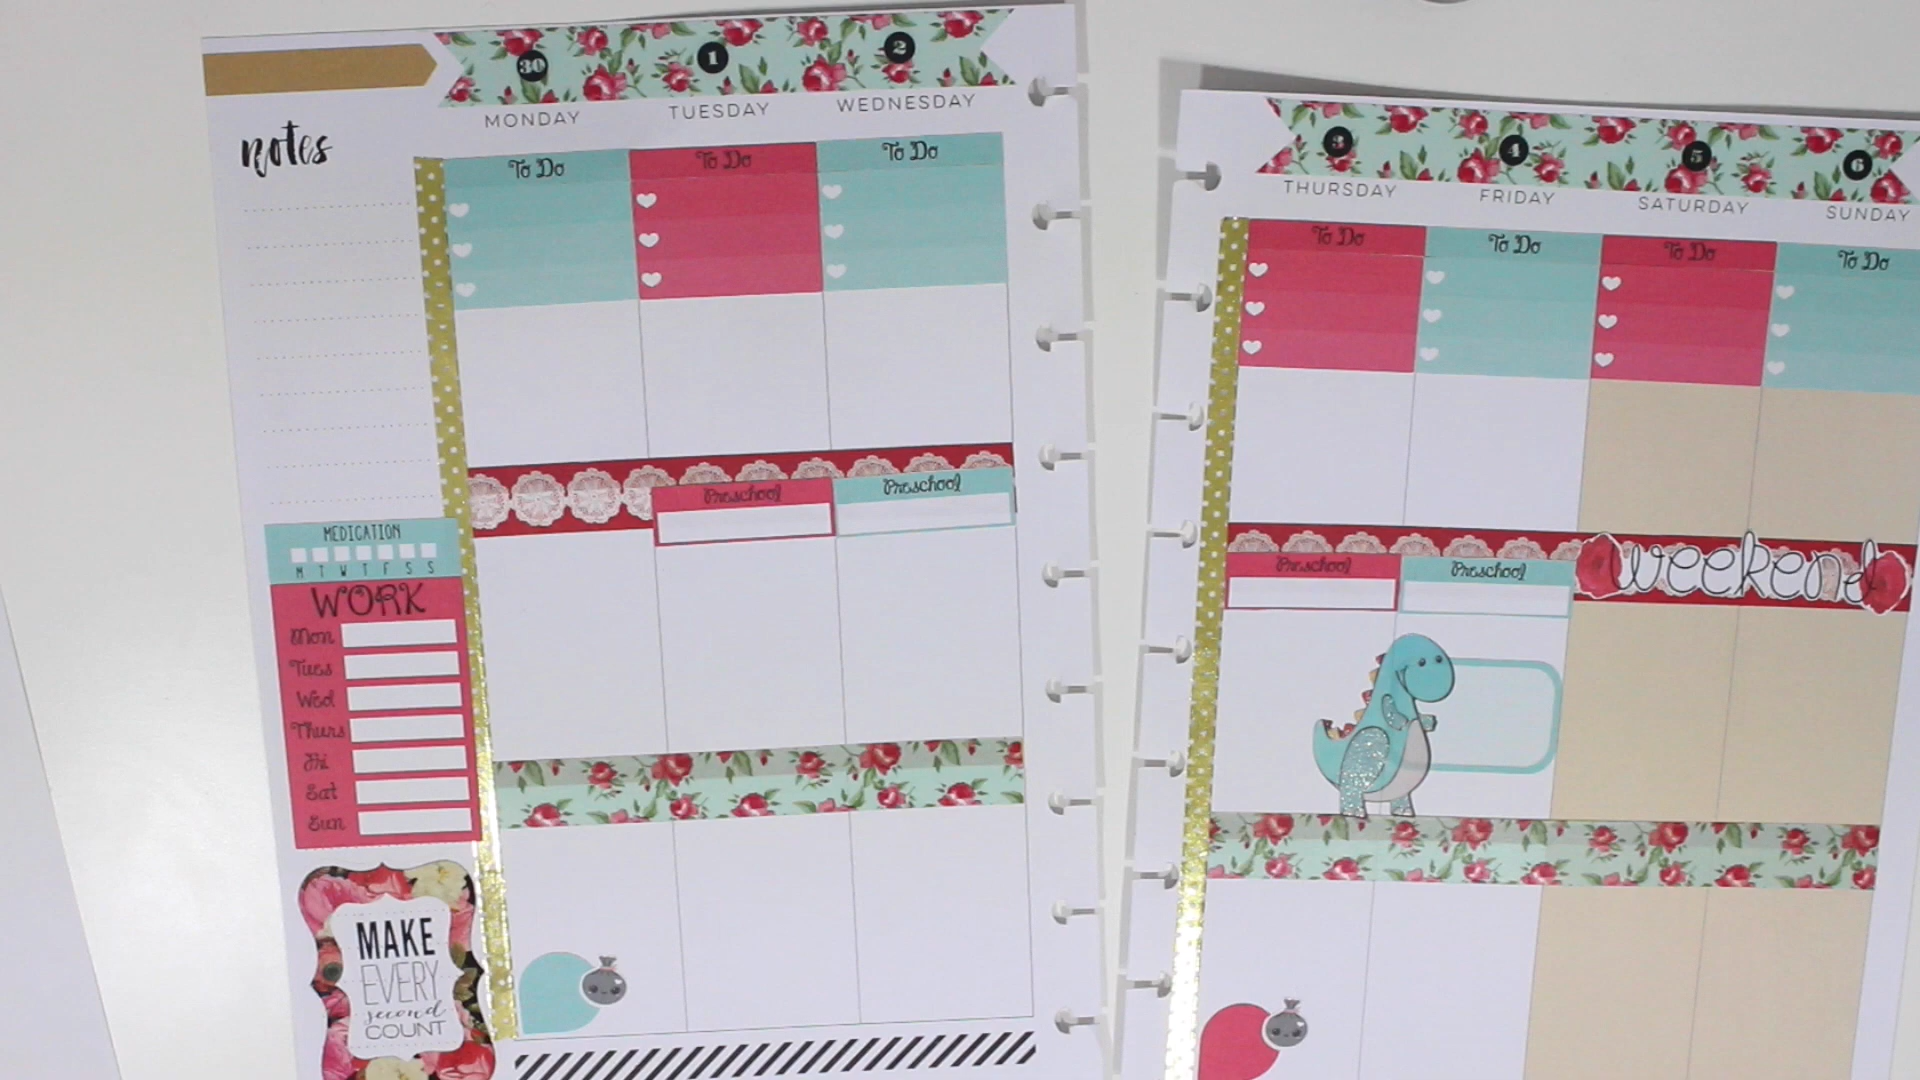 30 1 2
MONDAY TUESDAY WEDNESDAY
notes
To Do To Do To Do
Preschool Preschool
MEDICATION
M T W T F S S
WORK
Mon
Tues
Wed
Thurs
Fri
Sat
Sun
MAKE
EVERY
second
COUNT
3 4 5 6
THURSDAY FRIDAY SATURDAY SUNDAY
To Do To Do To Do To Do
Preschool Preschool weekend